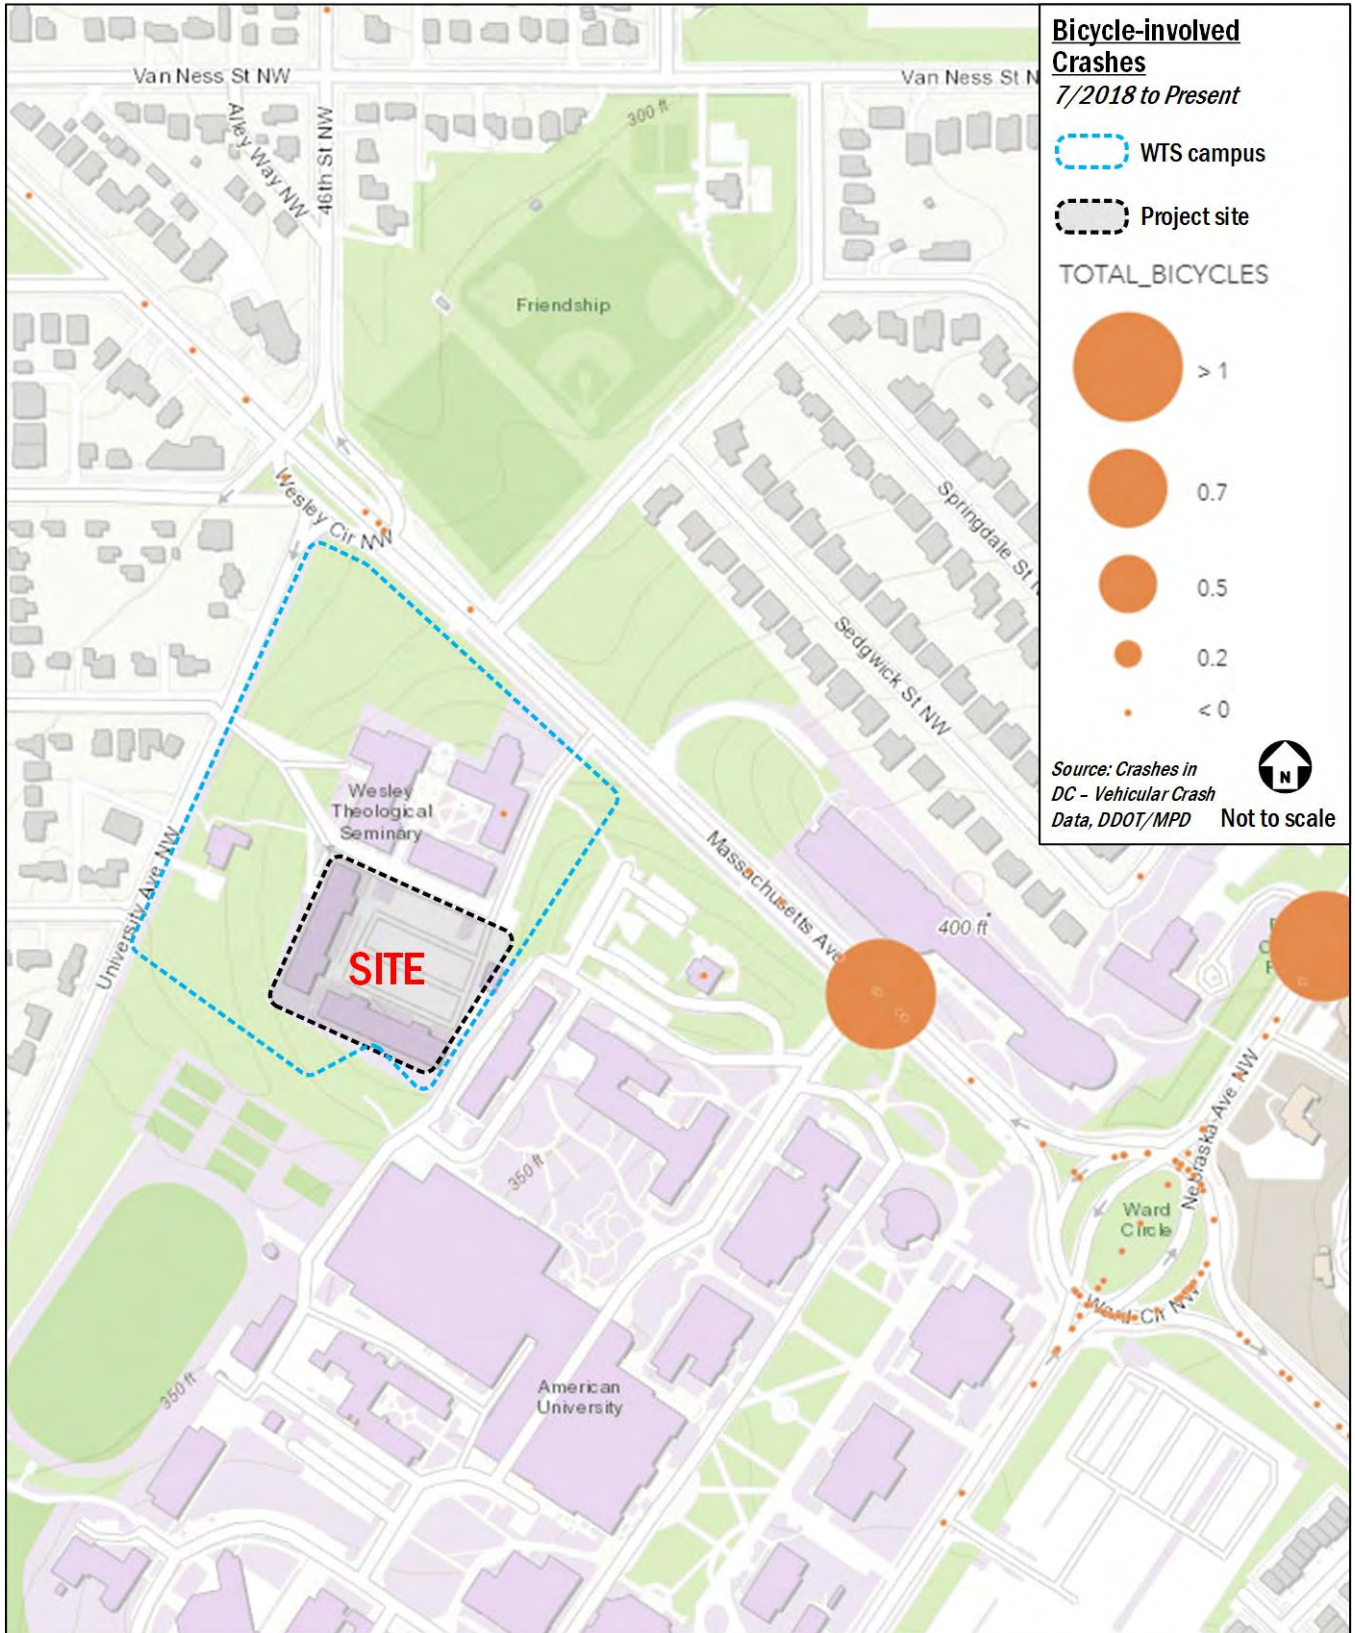 Bicycle-involved
Crashes
7/2018 to Present
WTS campus
Project site
TOTAL_BICYCLES
> 1
0.7
0.5
0.2
< 0
Source: Crashes in
DC – Vehicular Crash
Data, DDOT/MPD
N
Not to scale
Van Ness St NW
Van Ness St N
Alley Way NW
46th St NW
300 ft
Friendship
Wesley Cir NW
Springdale St N
Sedgwick St NW
Wesley
Theological
Seminary
University Ave NW
Massachusetts Ave
400 ft
SITE
Nebraska Ave NW
350 ft
Ward
Circle
Ward Cir NW
350 ft
American
University